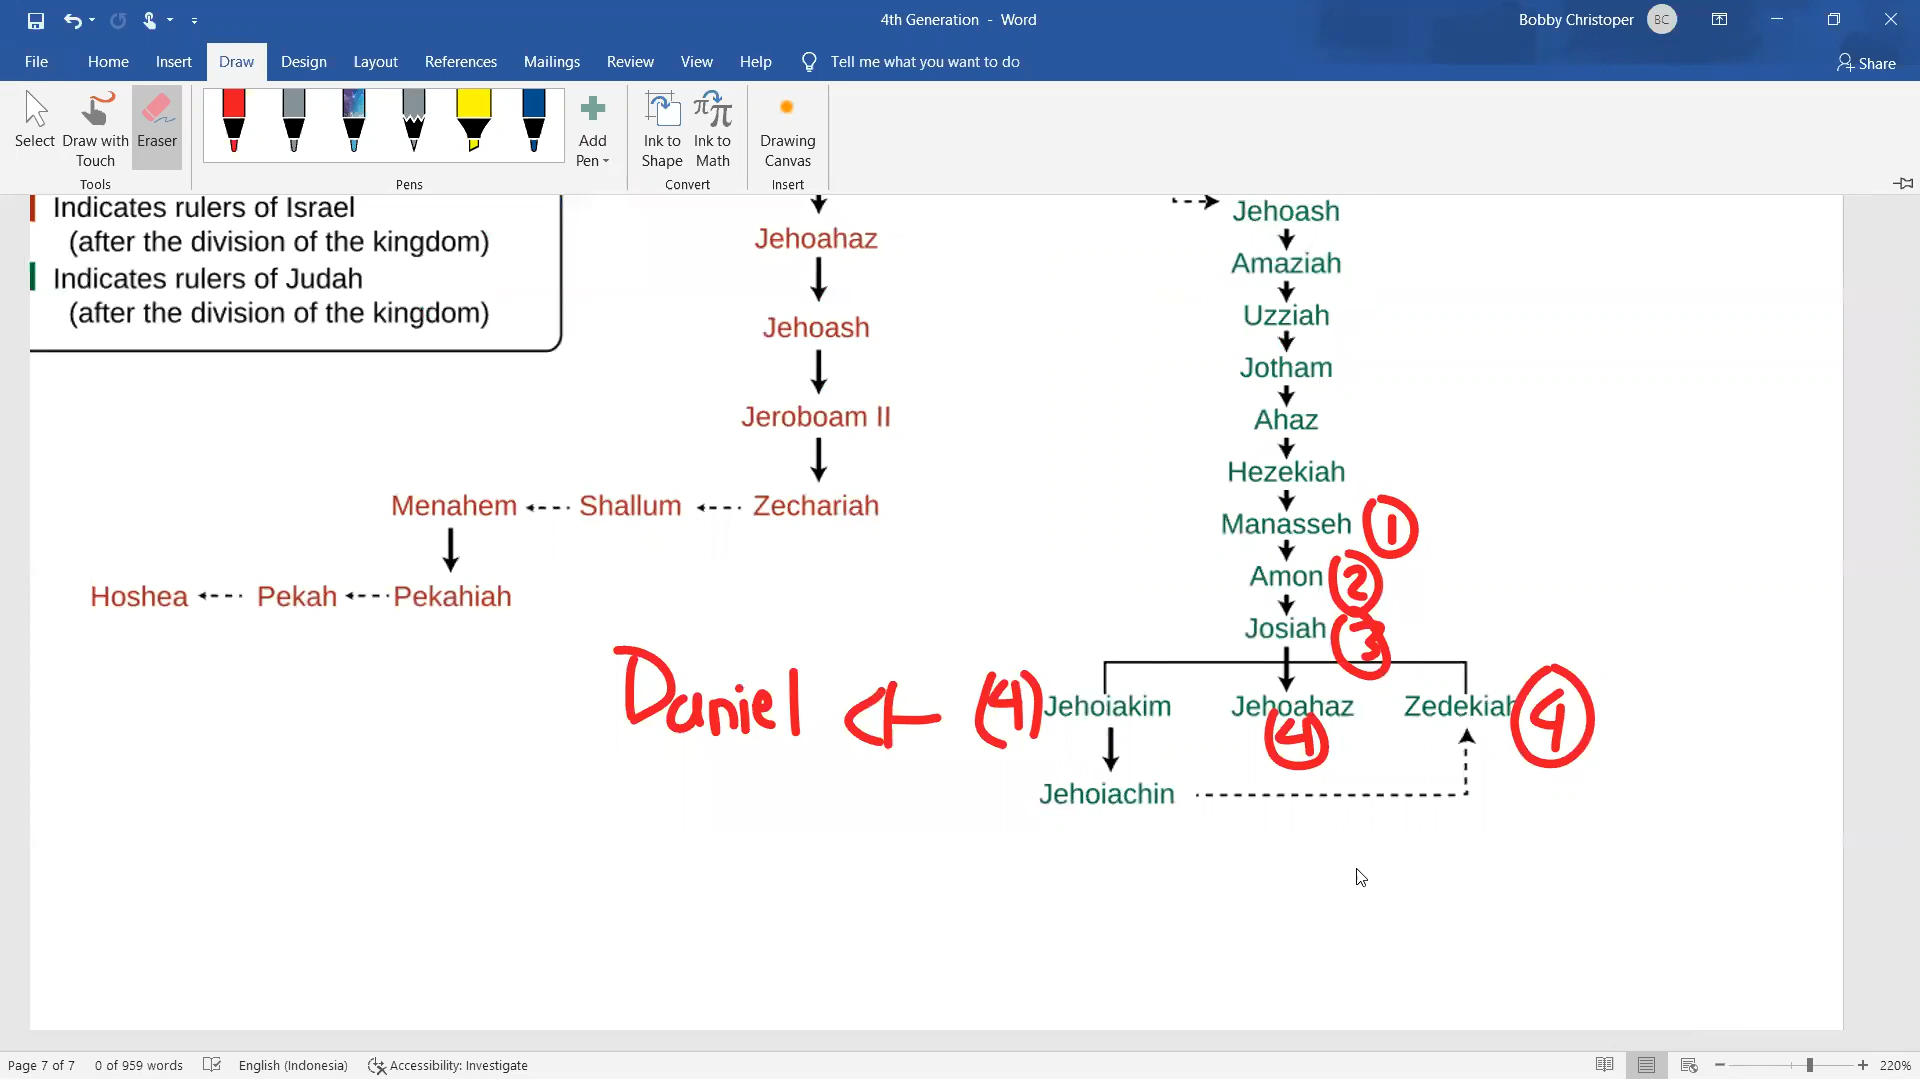 4th Generation - Word
Bobby Christoper BC
File Home Insert Draw Design Layout References Mailings Review View Help Tell me what you want to do Share
Select Draw with Touch Eraser Add Pen Ink to Shape Ink to Math Drawing Canvas
Tools Pens Convert Insert
Indicates rulers of Israel
(after the division of the kingdom)
Indicates rulers of Judah
(after the division of the kingdom)
Jehoahaz
Jehoash
Jeroboam II
Menahem Shallum Zechariah
Hoshea Pekah Pekahiah
Jehoash
Amaziah
Uzziah
Jotham
Ahaz
Hezekiah
Manasseh 1
Amon 2
Josiah 3
Daniel (4) Jehoiakim Jehoahaz (4) Zedekiah 4
Jehoiachin
Page 7 of 7 0 of 959 words English (Indonesia) Accessibility: Investigate 220%